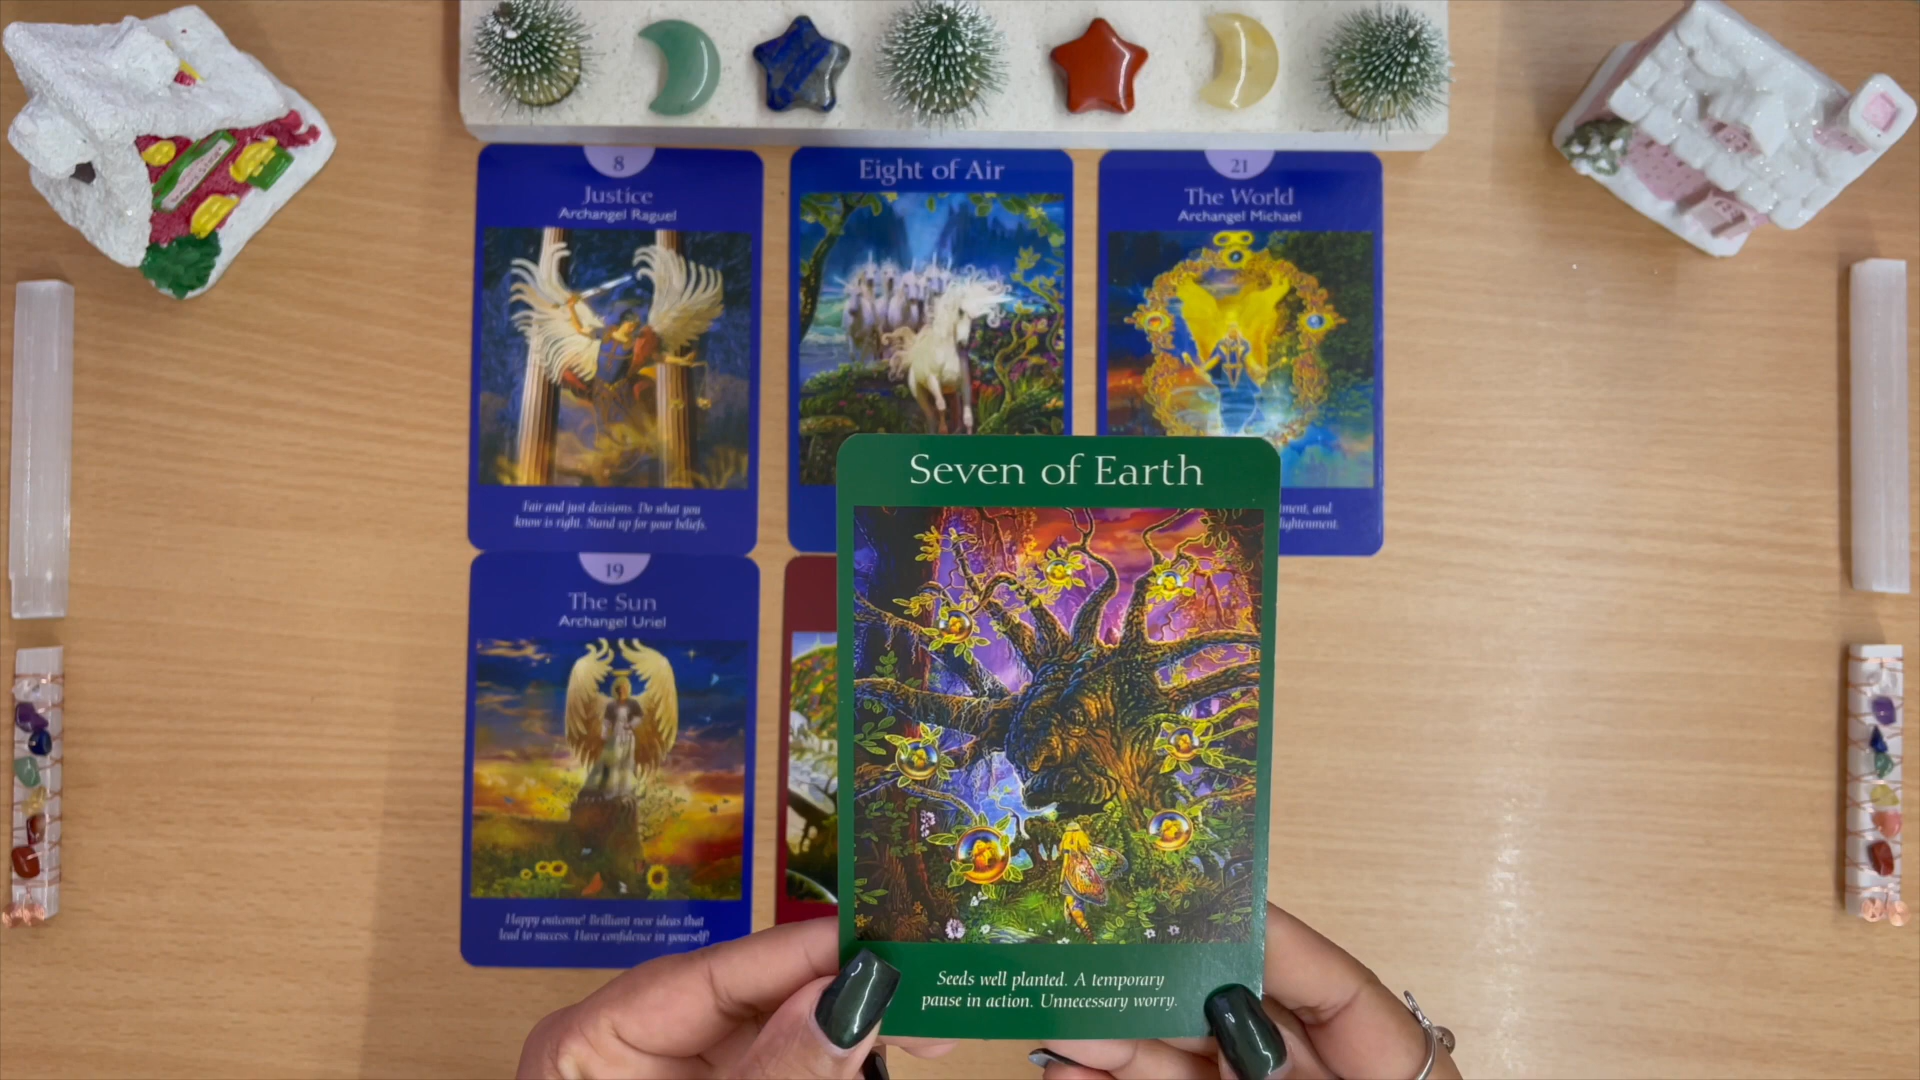 8
Justice
Archangel Raguel
Fair and just decisions. Do what you
know is right. Stand up for your beliefs.
Eight of Air
21
The World
Archangel Michael
ment, and
lightenment.
19
The Sun
Archangel Uriel
Happy outcome! Brilliant new ideas that
lead to success. Have confidence in yourself!
Seven of Earth
Seeds well planted. A temporary
pause in action. Unnecessary worry.